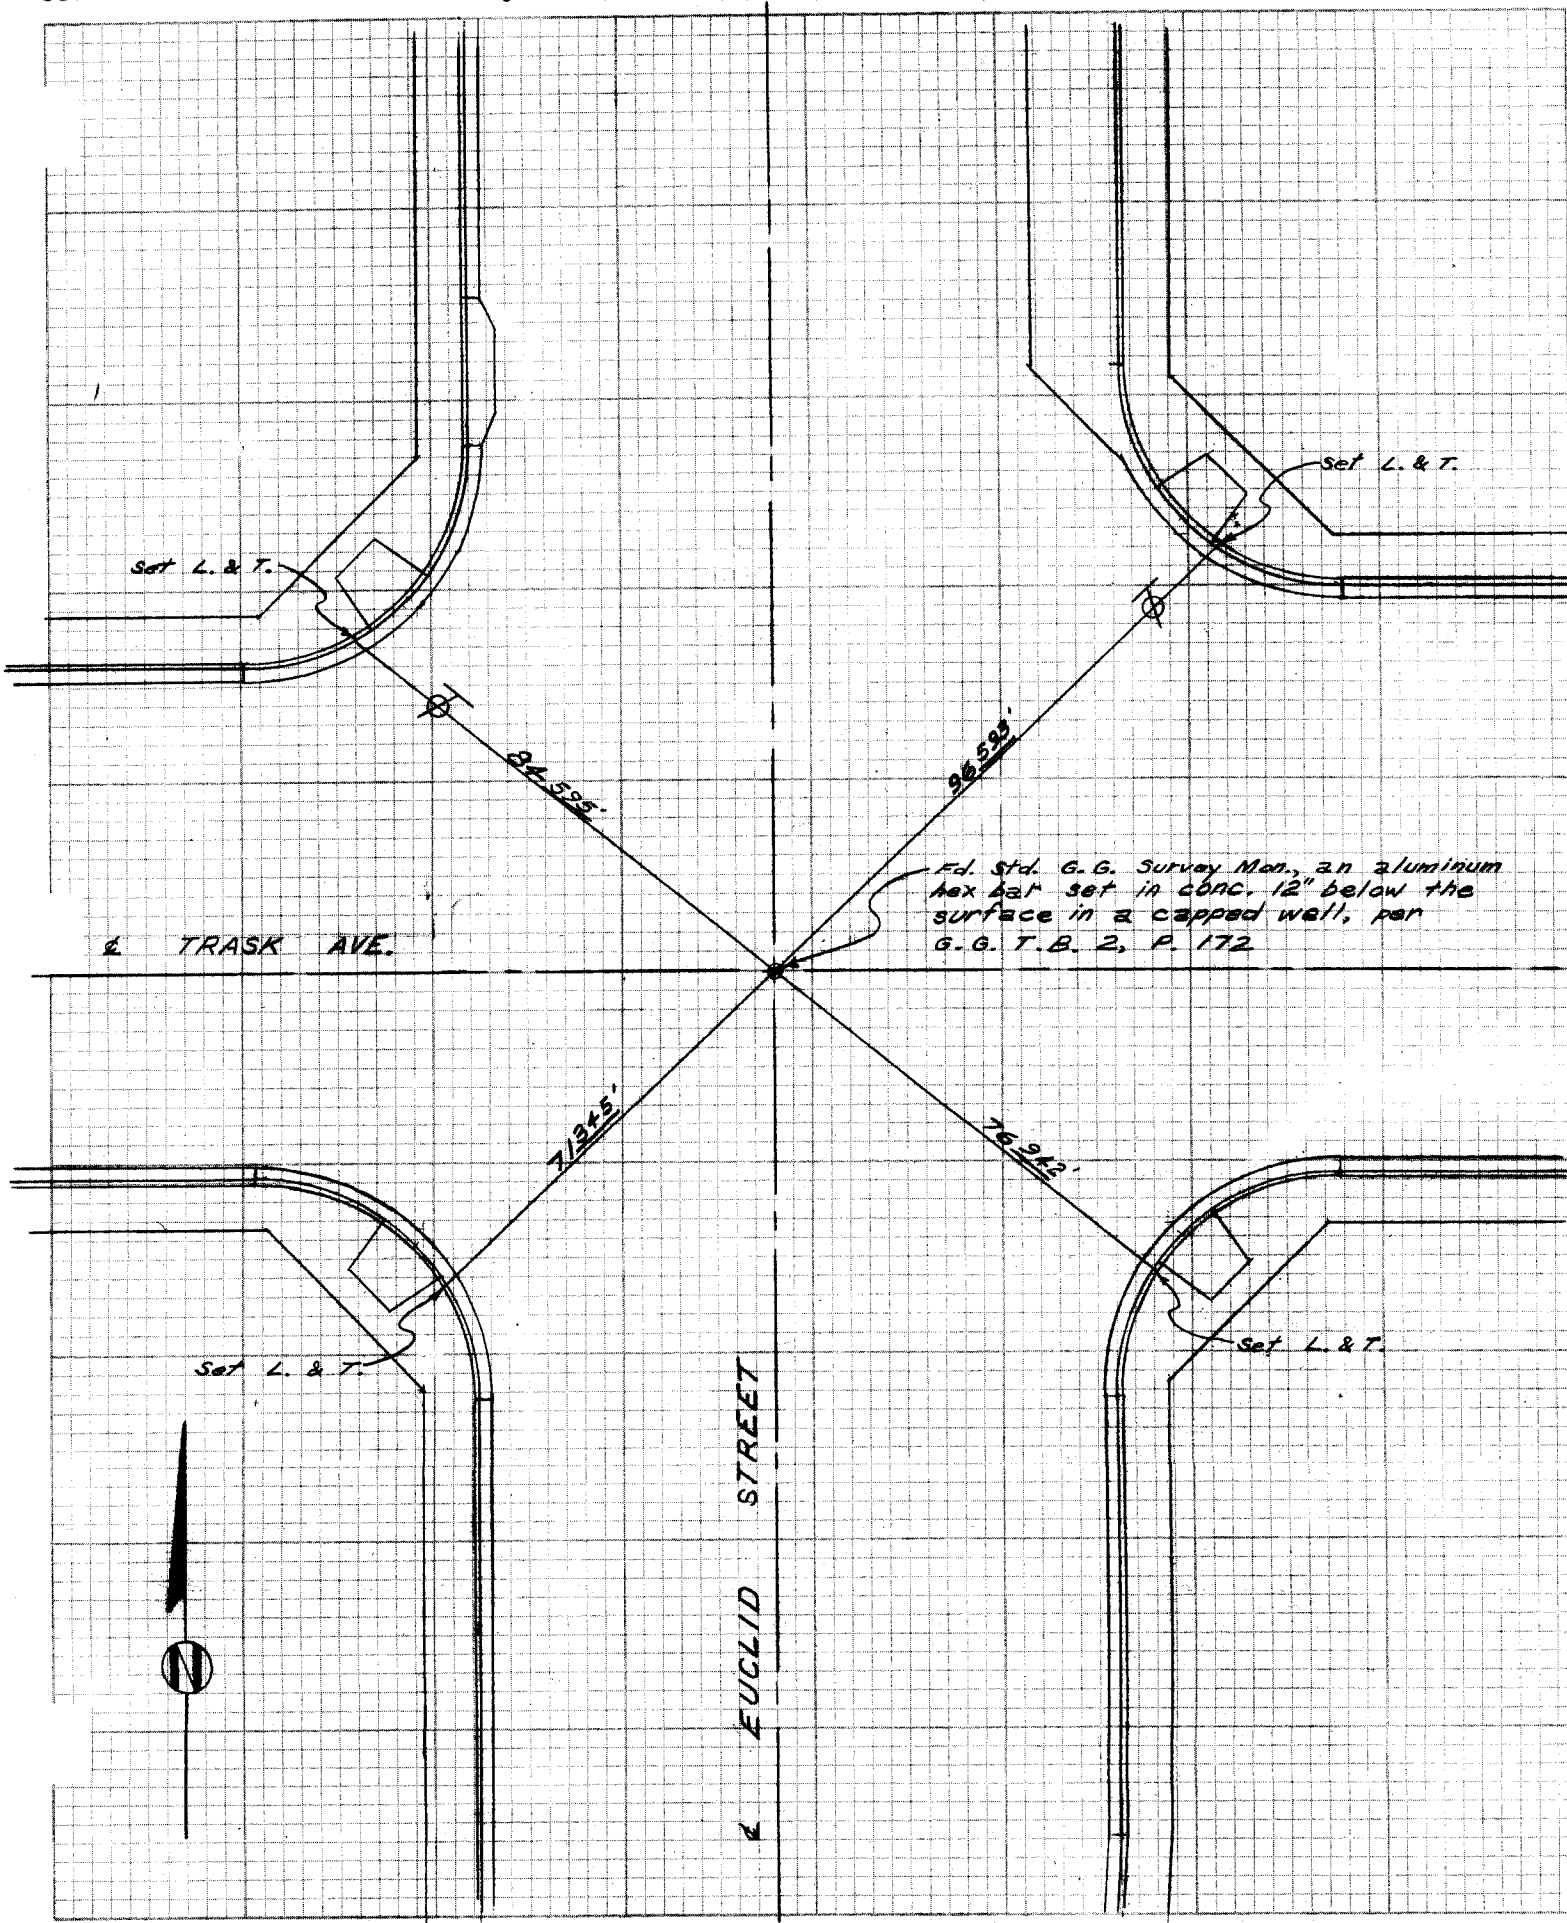 Set L. & T.
Set L. & T.
84.595'
96.595'
Fd. Std. G.G. Survey Mon., an aluminum
hex bar set in conc. 12" below the
surface in a capped well, per
G.G. T.B. 2, P. 172
℄ TRASK AVE.
71.345'
76.942'
Set L. & T.
Set L. & T.
℄ EUCLID STREET
N